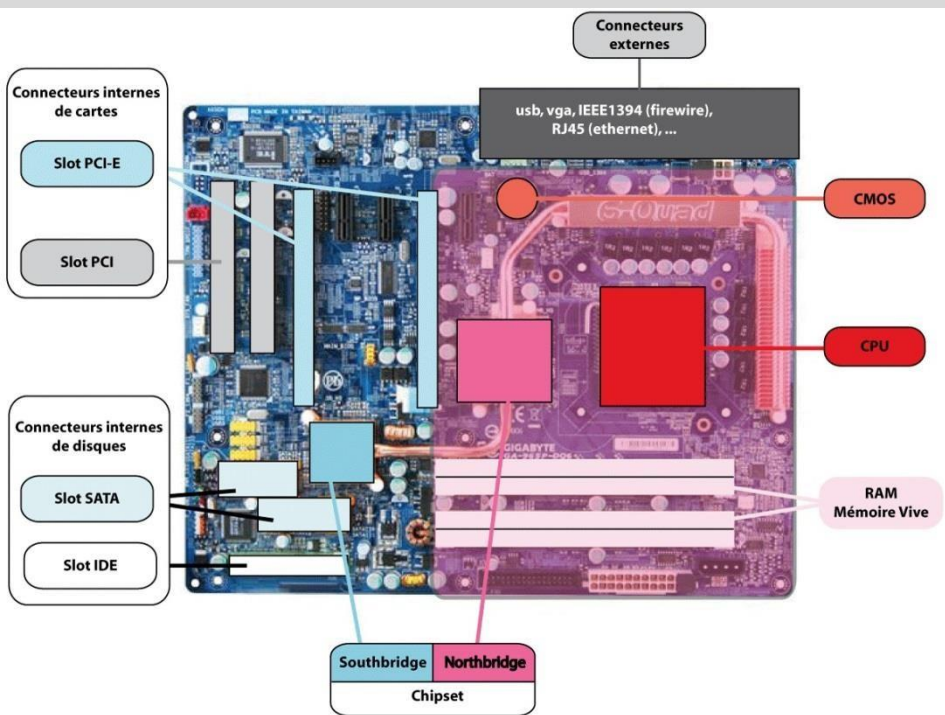 Connecteurs
externes
usb, vga, IEEE1394 (firewire),
RJ45 (ethernet), ...
Connecteurs internes
de cartes
Slot PCI-E
Slot PCI
CMOS
G-Quad
CPU
Connecteurs internes
de disques
Slot SATA
Slot IDE
GIGABYTE
RAM
Mémoire Vive
Southbridge
Northbridge
Chipset